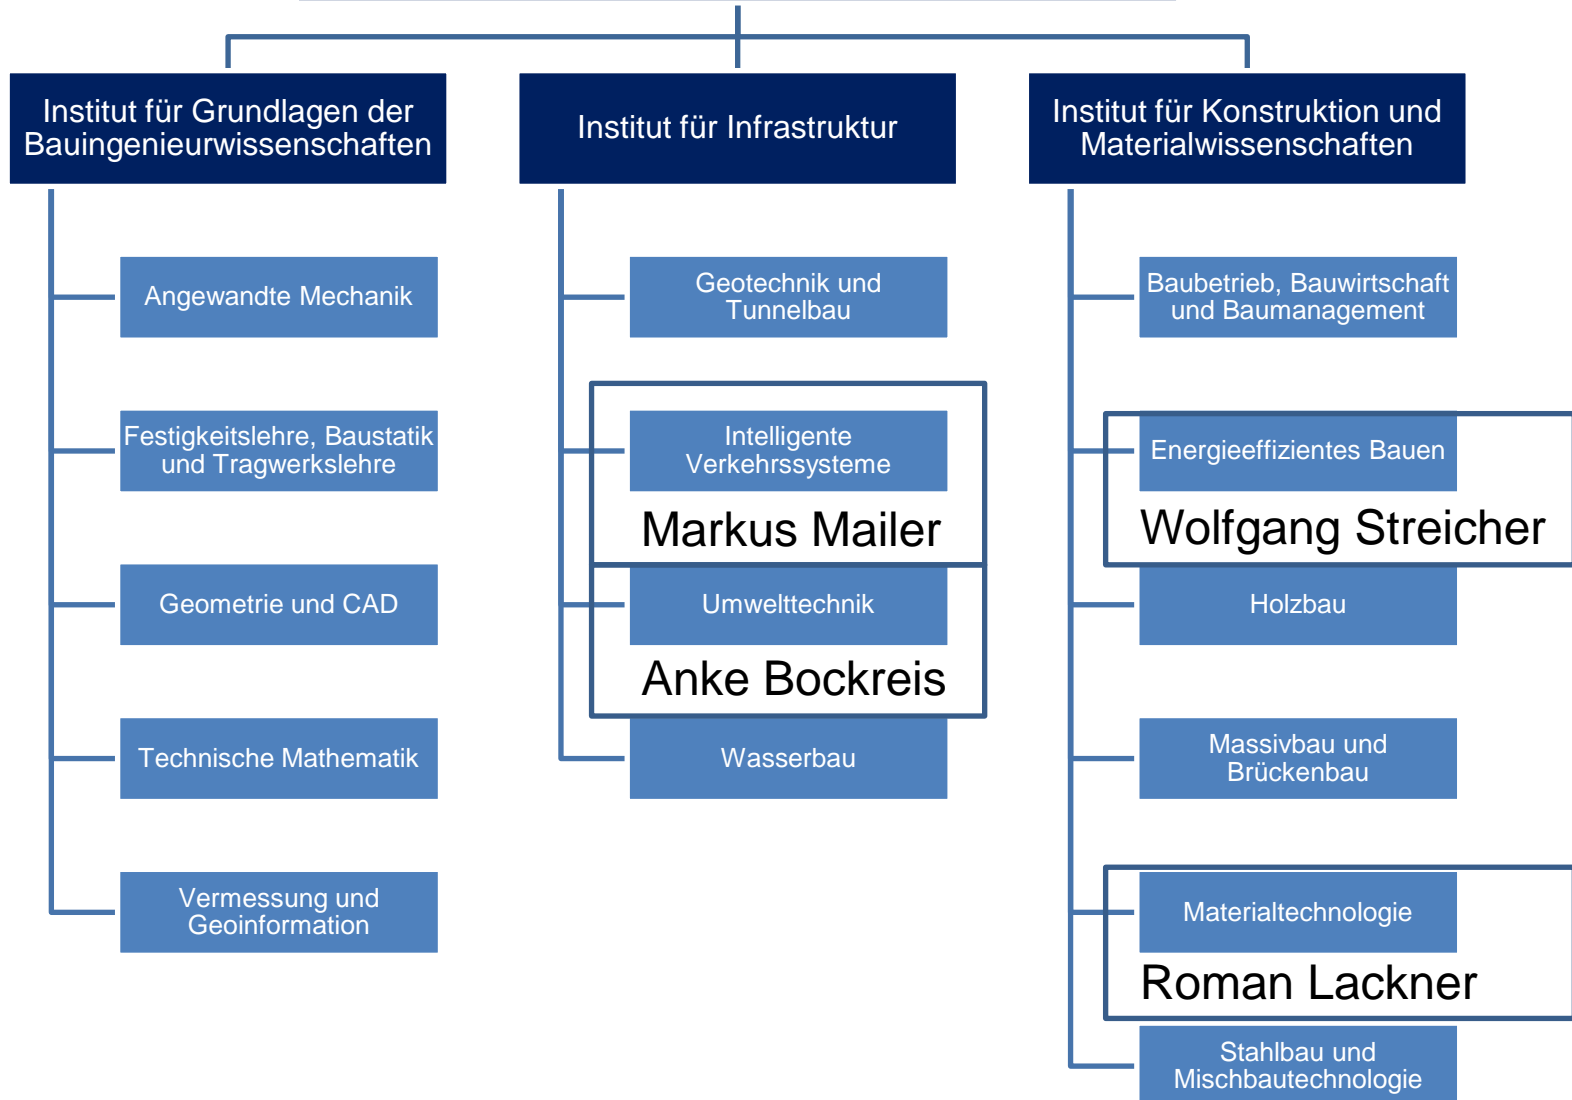 Institut für Grundlagen der
Bauingenieurwissenschaften
Angewandte Mechanik
Festigkeitslehre, Baustatik
und Tragwerkslehre
Geometrie und CAD
Technische Mathematik
Vermessung und
Geoinformation
Institut für Infrastruktur
Geotechnik und
Tunnelbau
Intelligente
Verkehrssysteme
Markus Mailer
Umwelttechnik
Anke Bockreis
Wasserbau
Institut für Konstruktion und
Materialwissenschaften
Baubetrieb, Bauwirtschaft
und Baumanagement
Energieeffizientes Bauen
Wolfgang Streicher
Holzbau
Massivbau und
Brückenbau
Materialtechnologie
Roman Lackner
Stahlbau und
Mischbautechnologie